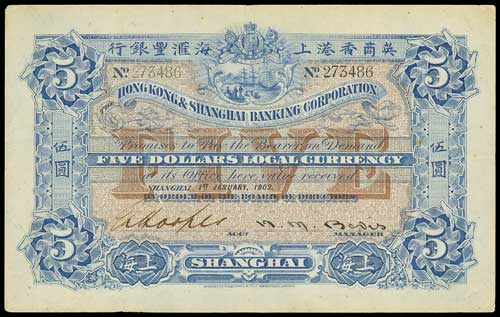 行銀豐滙海上港香商英
Nº 273486 Nº 273486
HONGKONG & SHANGHAI BANKING CORPORATION
5 5
FIVE
Promises to Pay the Bearer on Demand
伍圓 伍圓
FIVE DOLLARS LOCAL CURRENCY
at its Office here value received
SHANGHAI 1ST JANUARY, 1902.
BY ORDER OF THE BOARD OF DIRECTORS
ACCT MANAGER
5 5
上海 SHANGHAI 上海